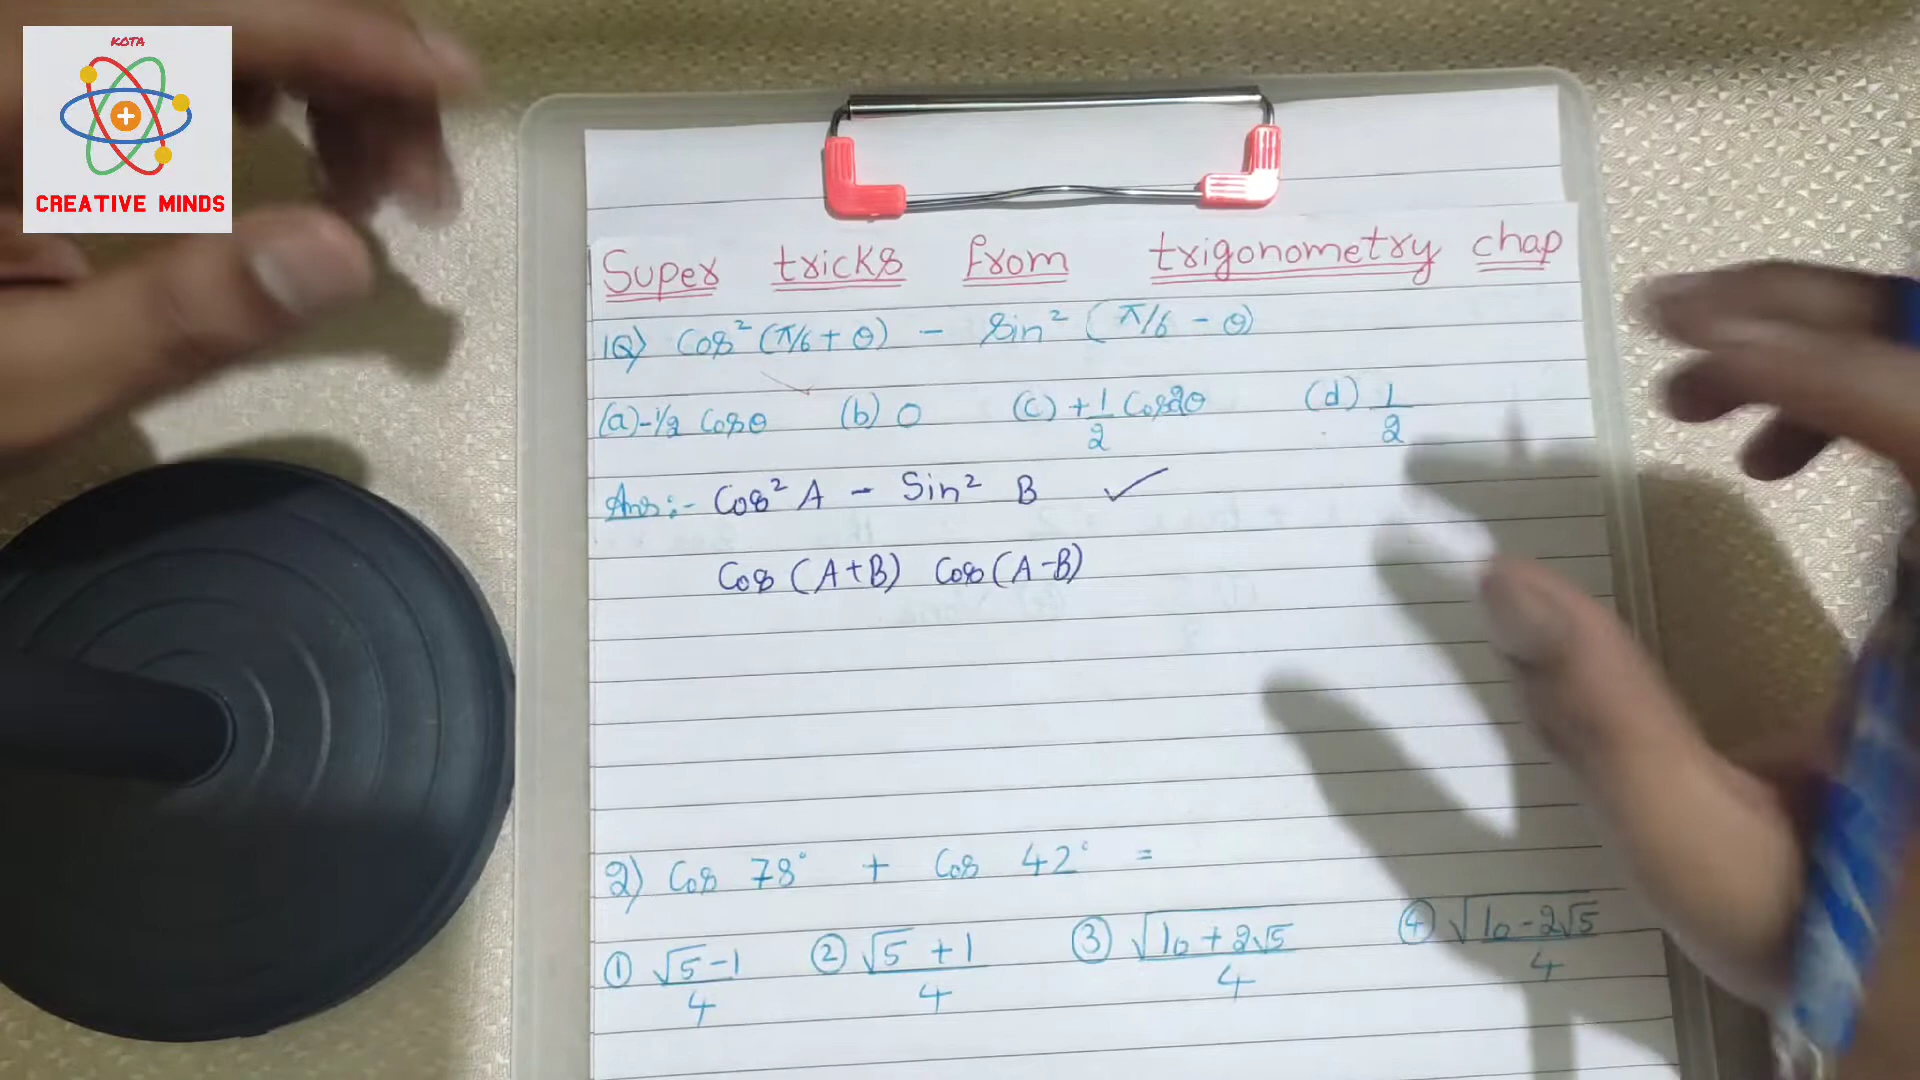 KOTA
CREATIVE MINDS
Super tricks from trigonometry chap
1Q) Cos² (π/6 + θ) - Sin² (π/6 - θ)
(a) -1/2 Cosθ (b) 0 (c) +1/2 Cos2θ (d) 1/2
Ans:- Cos² A - Sin² B ✓
Cos (A+B) Cos (A-B)
2) Cos 78° + Cos 42° =
① √5-1/4 ② √5+1/4 ③ √10+2√5/4 ④ √10-2√5/4